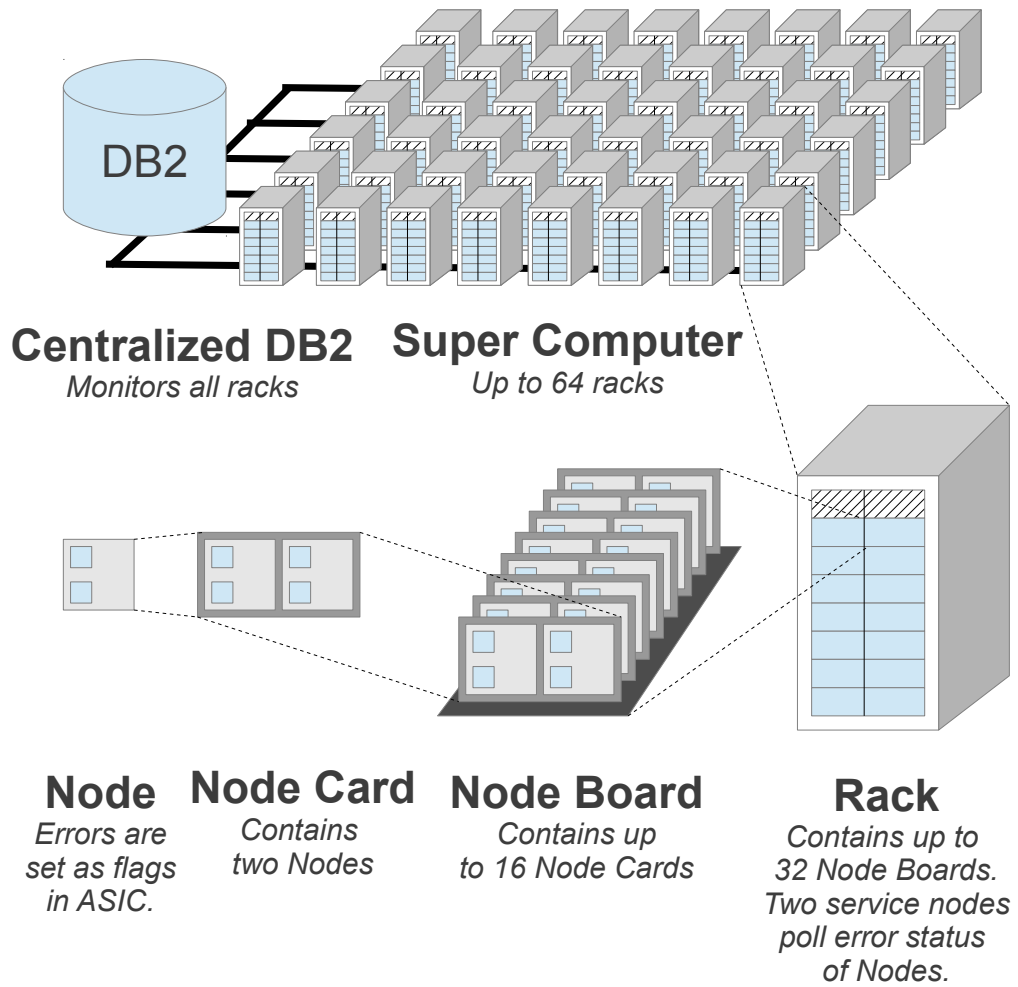 DB2
Centralized DB2
Monitors all racks
Super Computer
Up to 64 racks
Node
Errors are
set as flags
in ASIC.
Node Card
Contains
two Nodes
Node Board
Contains up
to 16 Node Cards
Rack
Contains up to
32 Node Boards.
Two service nodes
poll error status
of Nodes.